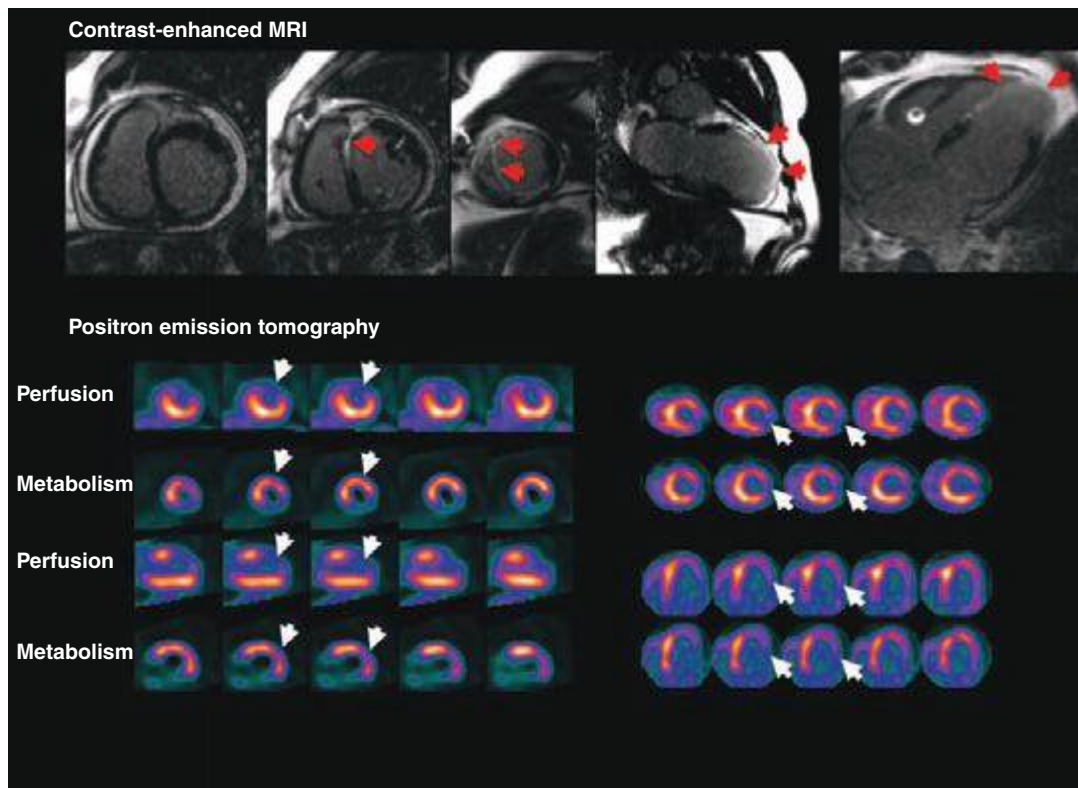 Contrast-enhanced MRI
Positron emission tomography
Perfusion
Metabolism
Perfusion
Metabolism